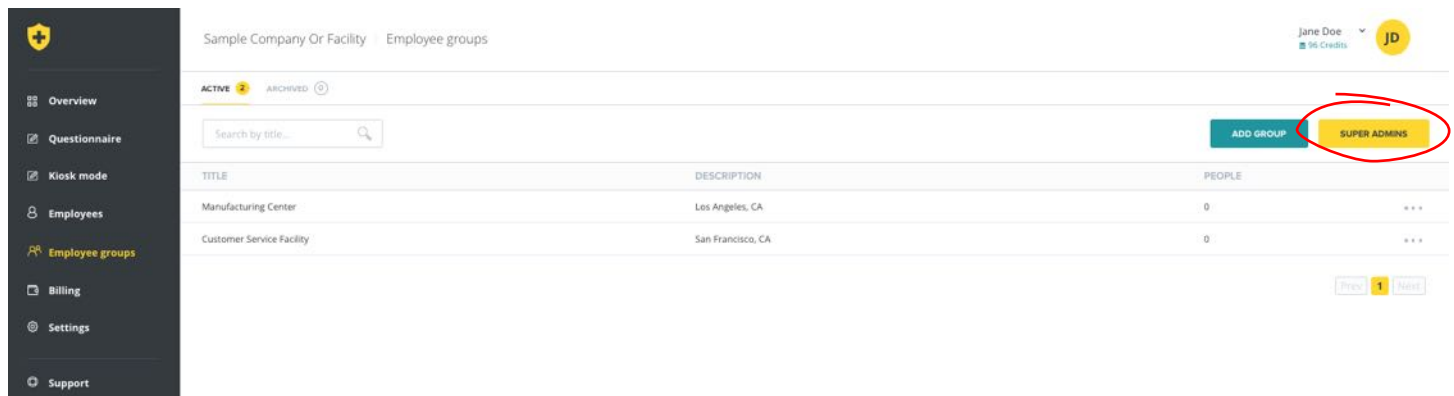 Sample Company Or Facility Employee groups
Jane Doe
96 Credits
JD
Overview
Questionnaire
Kiosk mode
Employees
Employee groups
Billing
Settings
Support
ACTIVE 2 ARCHIVED 0
Search by title...
ADD GROUP SUPER ADMINS
TITLE DESCRIPTION PEOPLE
Manufacturing Center Los Angeles, CA 0
Customer Service Facility San Francisco, CA 0
Prev 1 Next